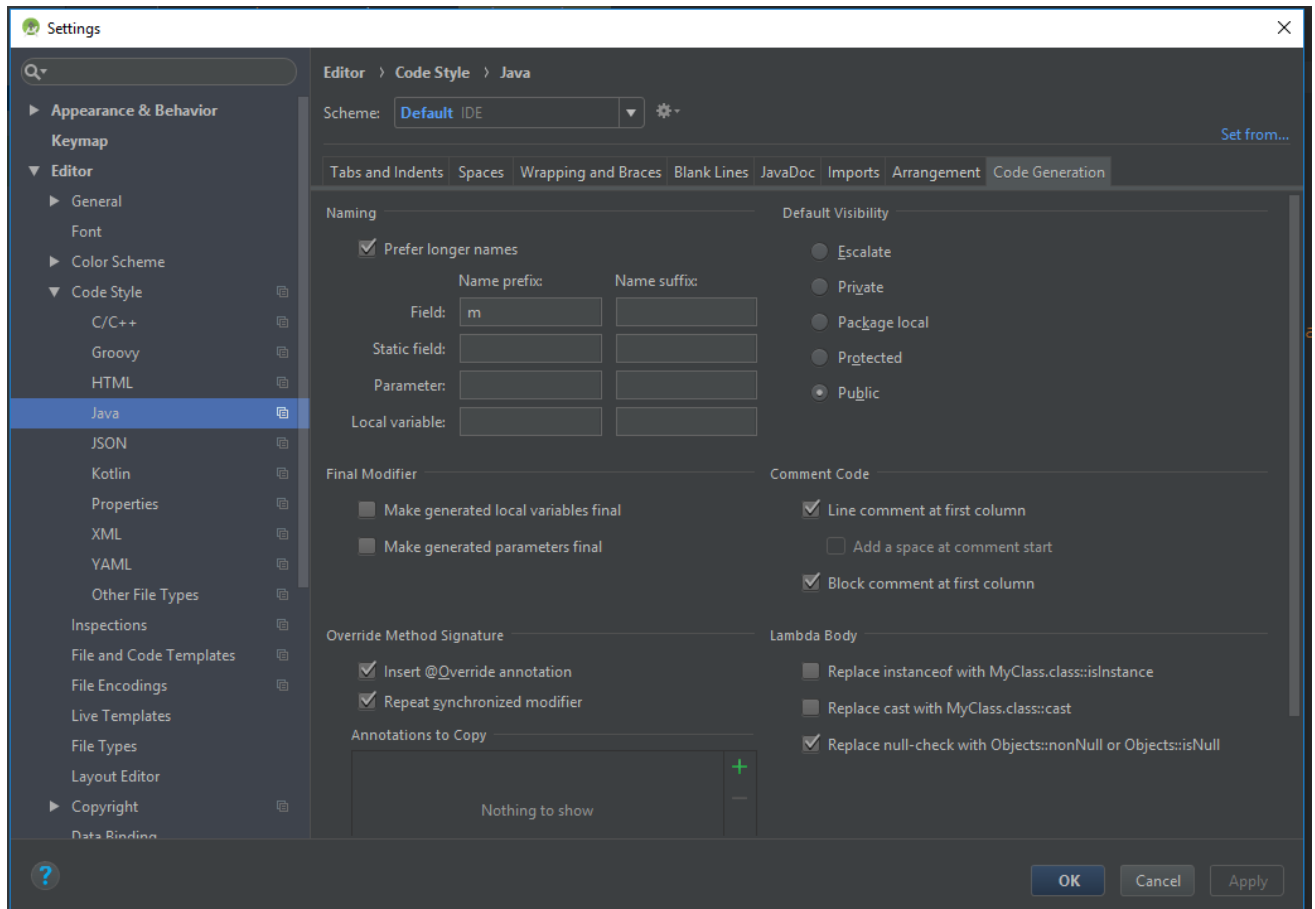 Settings
Appearance & Behavior
Keymap
Editor
General
Font
Color Scheme
Code Style
C/C++
Groovy
HTML
Java
JSON
Kotlin
Properties
XML
YAML
Other File Types
Inspections
File and Code Templates
File Encodings
Live Templates
File Types
Layout Editor
Copyright
Data Binding
Editor > Code Style > Java
Scheme: Default IDE
Set from...
Tabs and Indents Spaces Wrapping and Braces Blank Lines JavaDoc Imports Arrangement Code Generation
Naming
Prefer longer names
Name prefix: Name suffix:
Field: m
Static field:
Parameter:
Local variable:
Default Visibility
Escalate
Private
Package local
Protected
Public
Final Modifier
Make generated local variables final
Make generated parameters final
Comment Code
Line comment at first column
Add a space at comment start
Block comment at first column
Override Method Signature
Insert @Override annotation
Repeat synchronized modifier
Annotations to Copy
Nothing to show
Lambda Body
Replace instanceof with MyClass.class::isInstance
Replace cast with MyClass.class::cast
Replace null-check with Objects::nonNull or Objects::isNull
?
OK Cancel Apply